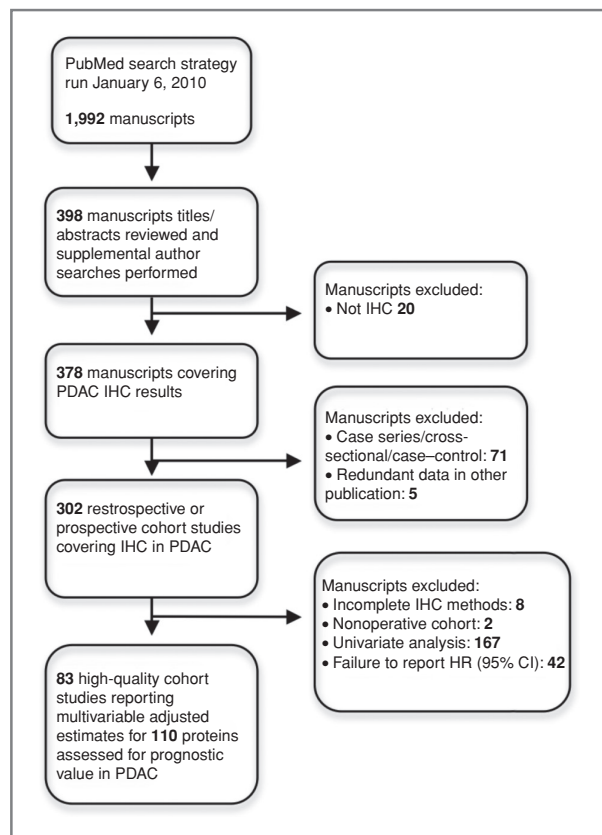 PubMed search strategy
run January 6, 2010
1,992 manuscripts
398 manuscripts titles/
abstracts reviewed and
supplemental author
searches performed
Manuscripts excluded:
• Not IHC 20
378 manuscripts covering
PDAC IHC results
Manuscripts excluded:
• Case series/cross-
sectional/case–control: 71
• Redundant data in other
publication: 5
302 restrospective or
prospective cohort studies
covering IHC in PDAC
Manuscripts excluded:
• Incomplete IHC methods: 8
• Nonoperative cohort: 2
• Univariate analysis: 167
• Failure to report HR (95% CI): 42
83 high-quality cohort
studies reporting
multivariable adjusted
estimates for 110 proteins
assessed for prognostic
value in PDAC